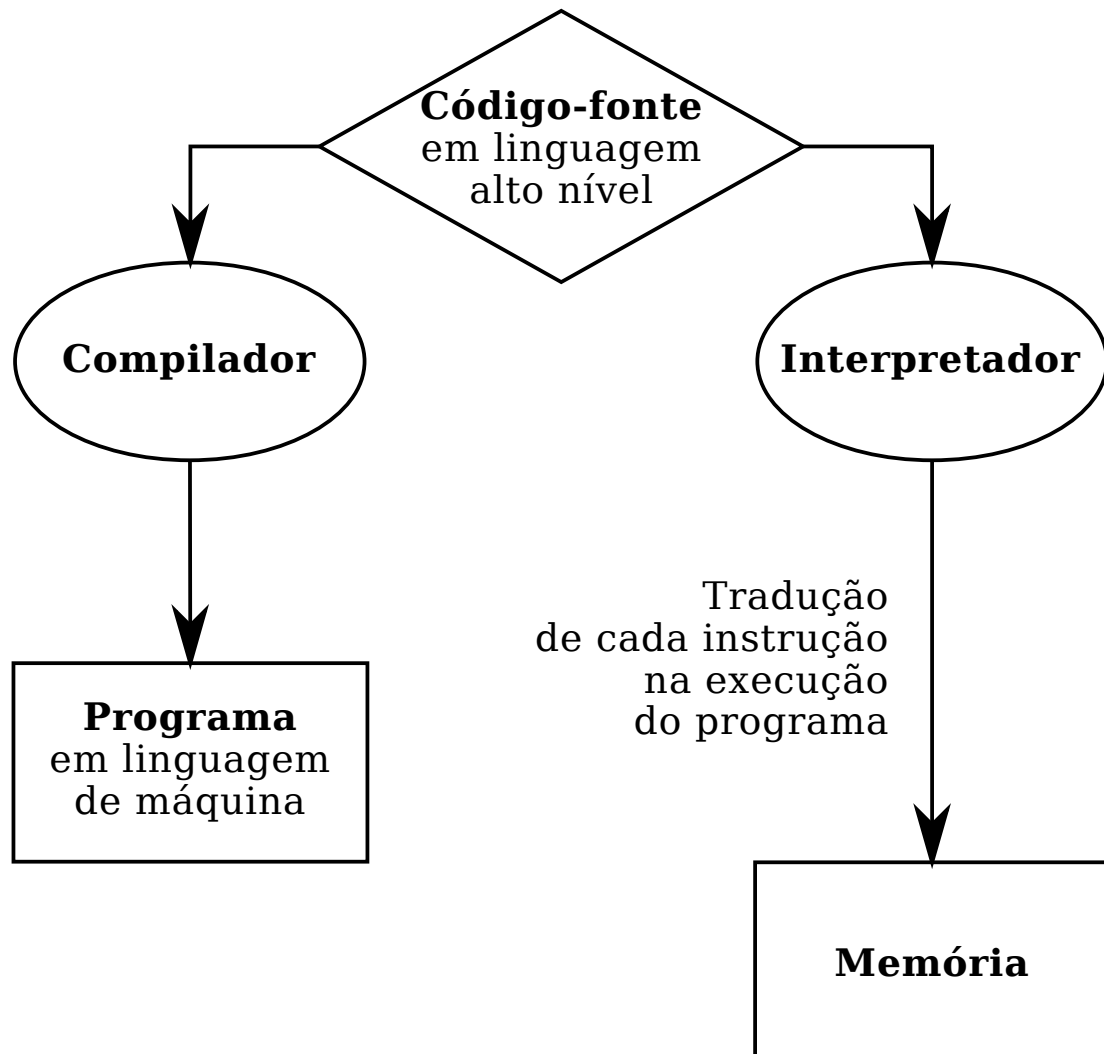 Código-fonte
em linguagem
alto nível
Compilador
Interpretador
Tradução
de cada instrução
na execução
do programa
Programa
em linguagem
de máquina
Memória